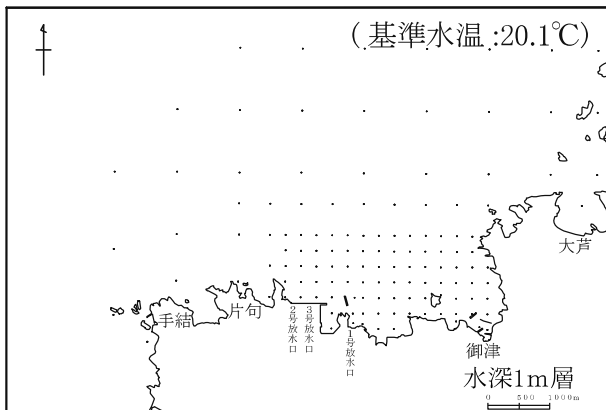 (基準水温:20.1℃)
大芦
手結
片句
2号放水口
3号放水口
1号放水口
御津
水深1m層
0 500 1000m